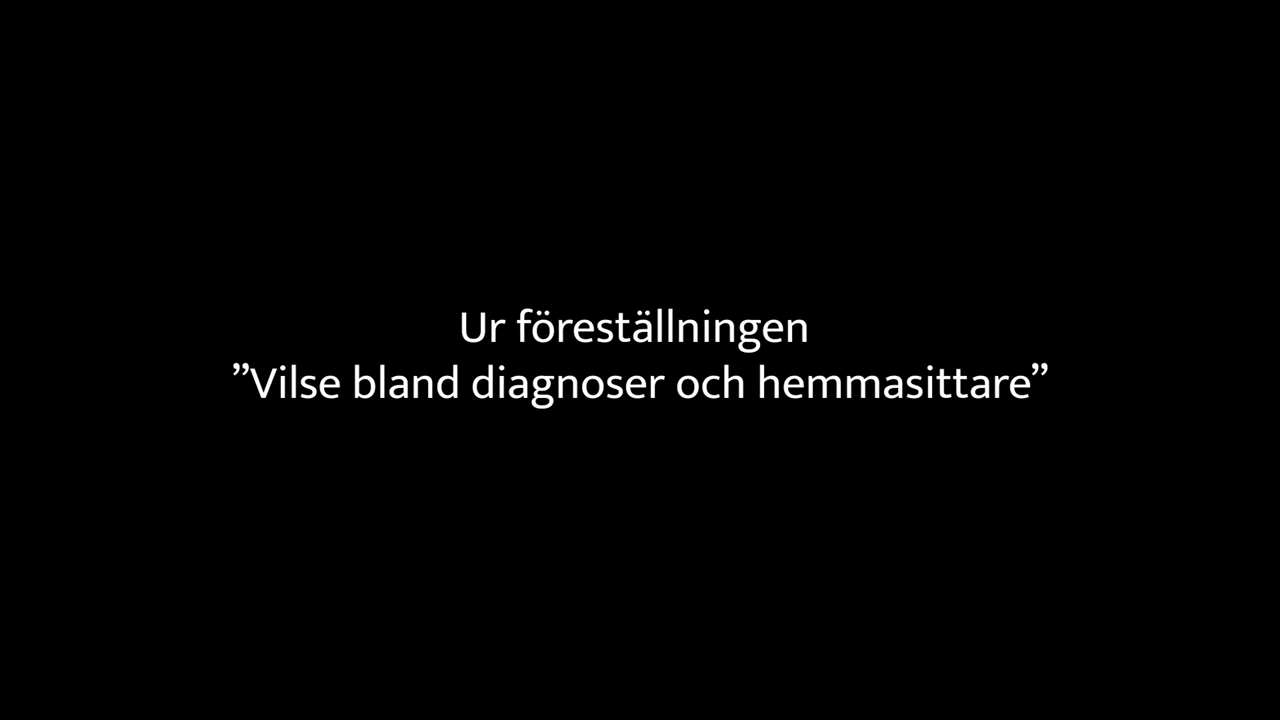 Ur föreställningen
”Vilse bland diagnoser och hemmasittare”